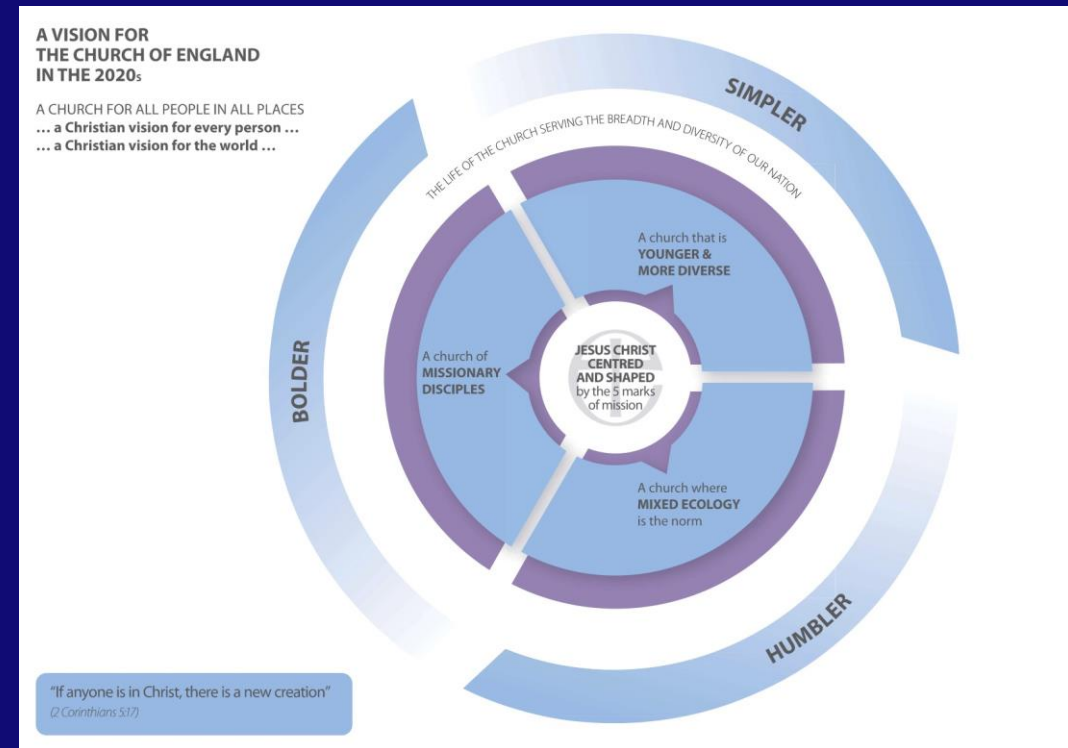 A VISION FOR
THE CHURCH OF ENGLAND
IN THE 2020s
A CHURCH FOR ALL PEOPLE IN ALL PLACES
... a Christian vision for every person ...
... a Christian vision for the world ...
SIMPLER
THE LIFE OF THE CHURCH SERVING THE BREADTH AND DIVERSITY OF OUR NATION
A church that is
YOUNGER &
MORE DIVERSE
BOLDER
A church of
MISSIONARY
DISCIPLES
JESUS CHRIST
CENTRED
AND SHAPED
by the 5 marks
of mission
A church where
MIXED ECOLOGY
is the norm
HUMBLER
"If anyone is in Christ, there is a new creation"
(2 Corinthians 5:17)